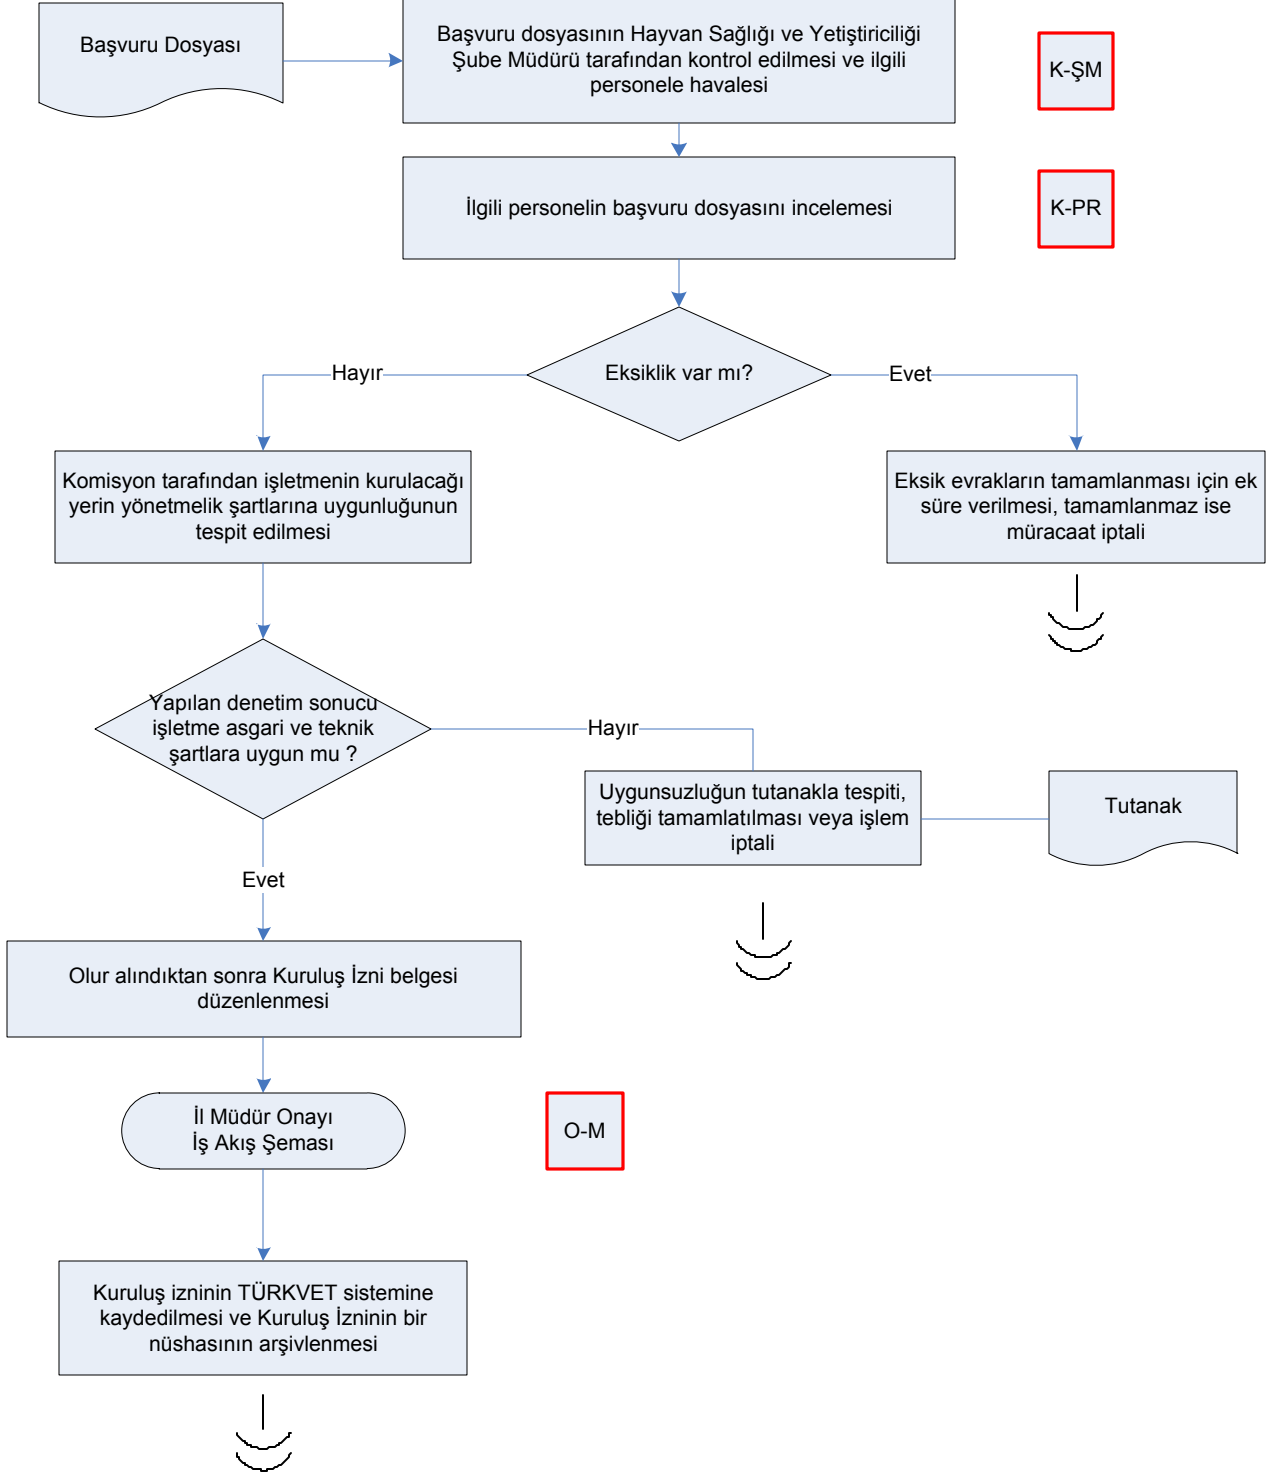 Başvuru Dosyası
Başvuru dosyasının Hayvan Sağlığı ve Yetiştiriciliği
Şube Müdürü tarafından kontrol edilmesi ve ilgili
personele havalesi
K-ŞM
İlgili personelin başvuru dosyasını incelemesi
K-PR
Eksiklik var mı?
Hayır
Evet
Komisyon tarafından işletmenin kurulacağı
yerin yönetmelik şartlarına uygunluğunun
tespit edilmesi
Eksik evrakların tamamlanması için ek
süre verilmesi, tamamlanmaz ise
müracaat iptali
Yapılan denetim sonucu
işletme asgari ve teknik
şartlara uygun mu ?
Hayır
Uygunsuzluğun tutanakla tespiti,
tebliği tamamlatılması veya işlem
iptali
Tutanak
Evet
Olur alındıktan sonra Kuruluş İzni belgesi
düzenlenmesi
İl Müdür Onayı
İş Akış Şeması
O-M
Kuruluş izninin TÜRKVET sistemine
kaydedilmesi ve Kuruluş İzninin bir
nüshasının arşivlenmesi